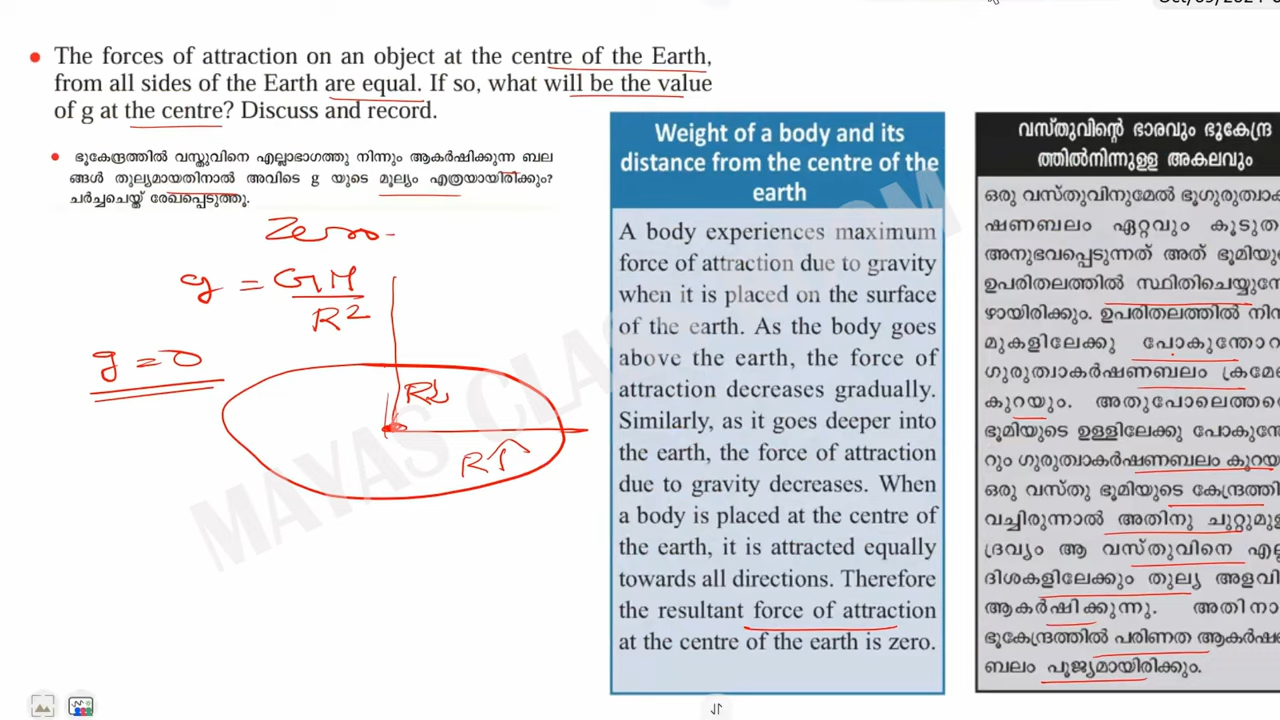 The forces of attraction on an object at the centre of the Earth,
from all sides of the Earth are equal. If so, what will be the value
of g at the centre? Discuss and record.
ഭൂകേന്ദ്രത്തിൽ വസ്തുവിനെ എല്ലാഭാഗത്തു നിന്നും ആകർഷിക്കുന്ന ബല
ങ്ങൾ തുല്യമായതിനാൽ അവിടെ g യുടെ മൂല്യം എത്രയായിരിക്കും?
ചർച്ചചെയ്ത് രേഖപ്പെടുത്തൂ.
Zero
g = GM
R2
g = 0
R↓
R↑
Weight of a body and its
distance from the centre of the
earth
A body experiences maximum
force of attraction due to gravity
when it is placed on the surface
of the earth. As the body goes
above the earth, the force of
attraction decreases gradually.
Similarly, as it goes deeper into
the earth, the force of attraction
due to gravity decreases. When
a body is placed at the centre of
the earth, it is attracted equally
towards all directions. Therefore
the resultant force of attraction
at the centre of the earth is zero.
വസ്തുവിന്റെ ഭാരവും ഭൂകേന്ദ്ര
ത്തിൽനിന്നുള്ള അകലവും
ഒരു വസ്തുവിനുമേൽ ഭൂഗുരുത്വാക
ഷണബലം ഏറ്റവും കൂടുത
അനുഭവപ്പെടുന്നത് അത് ഭൂമിയു
ഉപരിതലത്തിൽ സ്ഥിതിചെയ്യുന്നേ
ഴായിരിക്കും. ഉപരിതലത്തിൽ നിന്
മുകളിലേക്കു പോകുന്തോറ
ഗുരുത്വാകർഷണബലം ക്രമേ
കുറയും. അതുപോലെത്തന്നെ
ഭൂമിയുടെ ഉള്ളിലേക്കു പോകുന്തേ
റും ഗുരുത്വാകർഷണബലം കുറയ
ഒരു വസ്തു ഭൂമിയുടെ കേന്ദ്രത്തി
വച്ചിരുന്നാൽ അതിനു ചുറ്റുമു
ദ്രവ്യം ആ വസ്തുവിനെ എല്ല
ദിശകളിലേക്കും തുല്യ അളവി
ആകർഷിക്കുന്നു. അതിനാ
ഭൂകേന്ദ്രത്തിൽ പരിണത ആകർഷ
ബലം പൂജ്യമായിരിക്കും.
MAYAS CLASSROOM